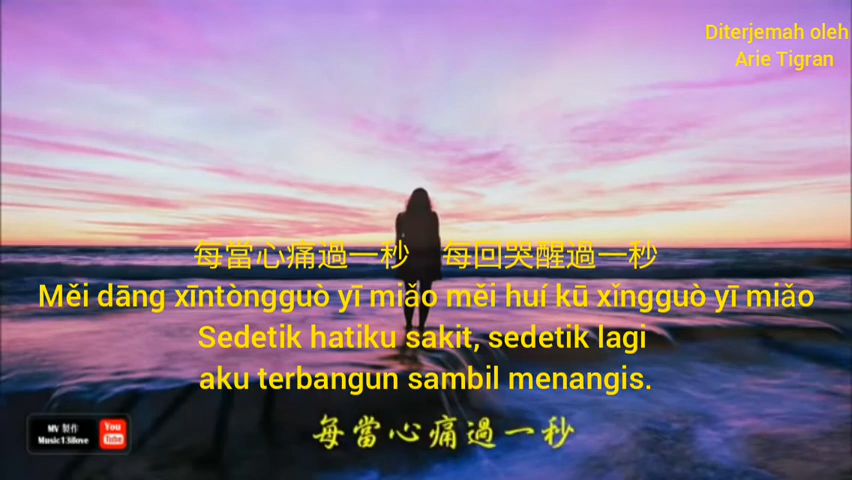 Diterjemah oleh
Arie Tigran
每當心痛過一秒 每回哭醒過一秒
Měi dāng xīntòngguò yī miǎo měi huí kū xǐngguò yī miǎo
Sedetik hatiku sakit, sedetik lagi
aku terbangun sambil menangis.
每當心痛過一秒
MV 製作
Music13ilove
You
Tube